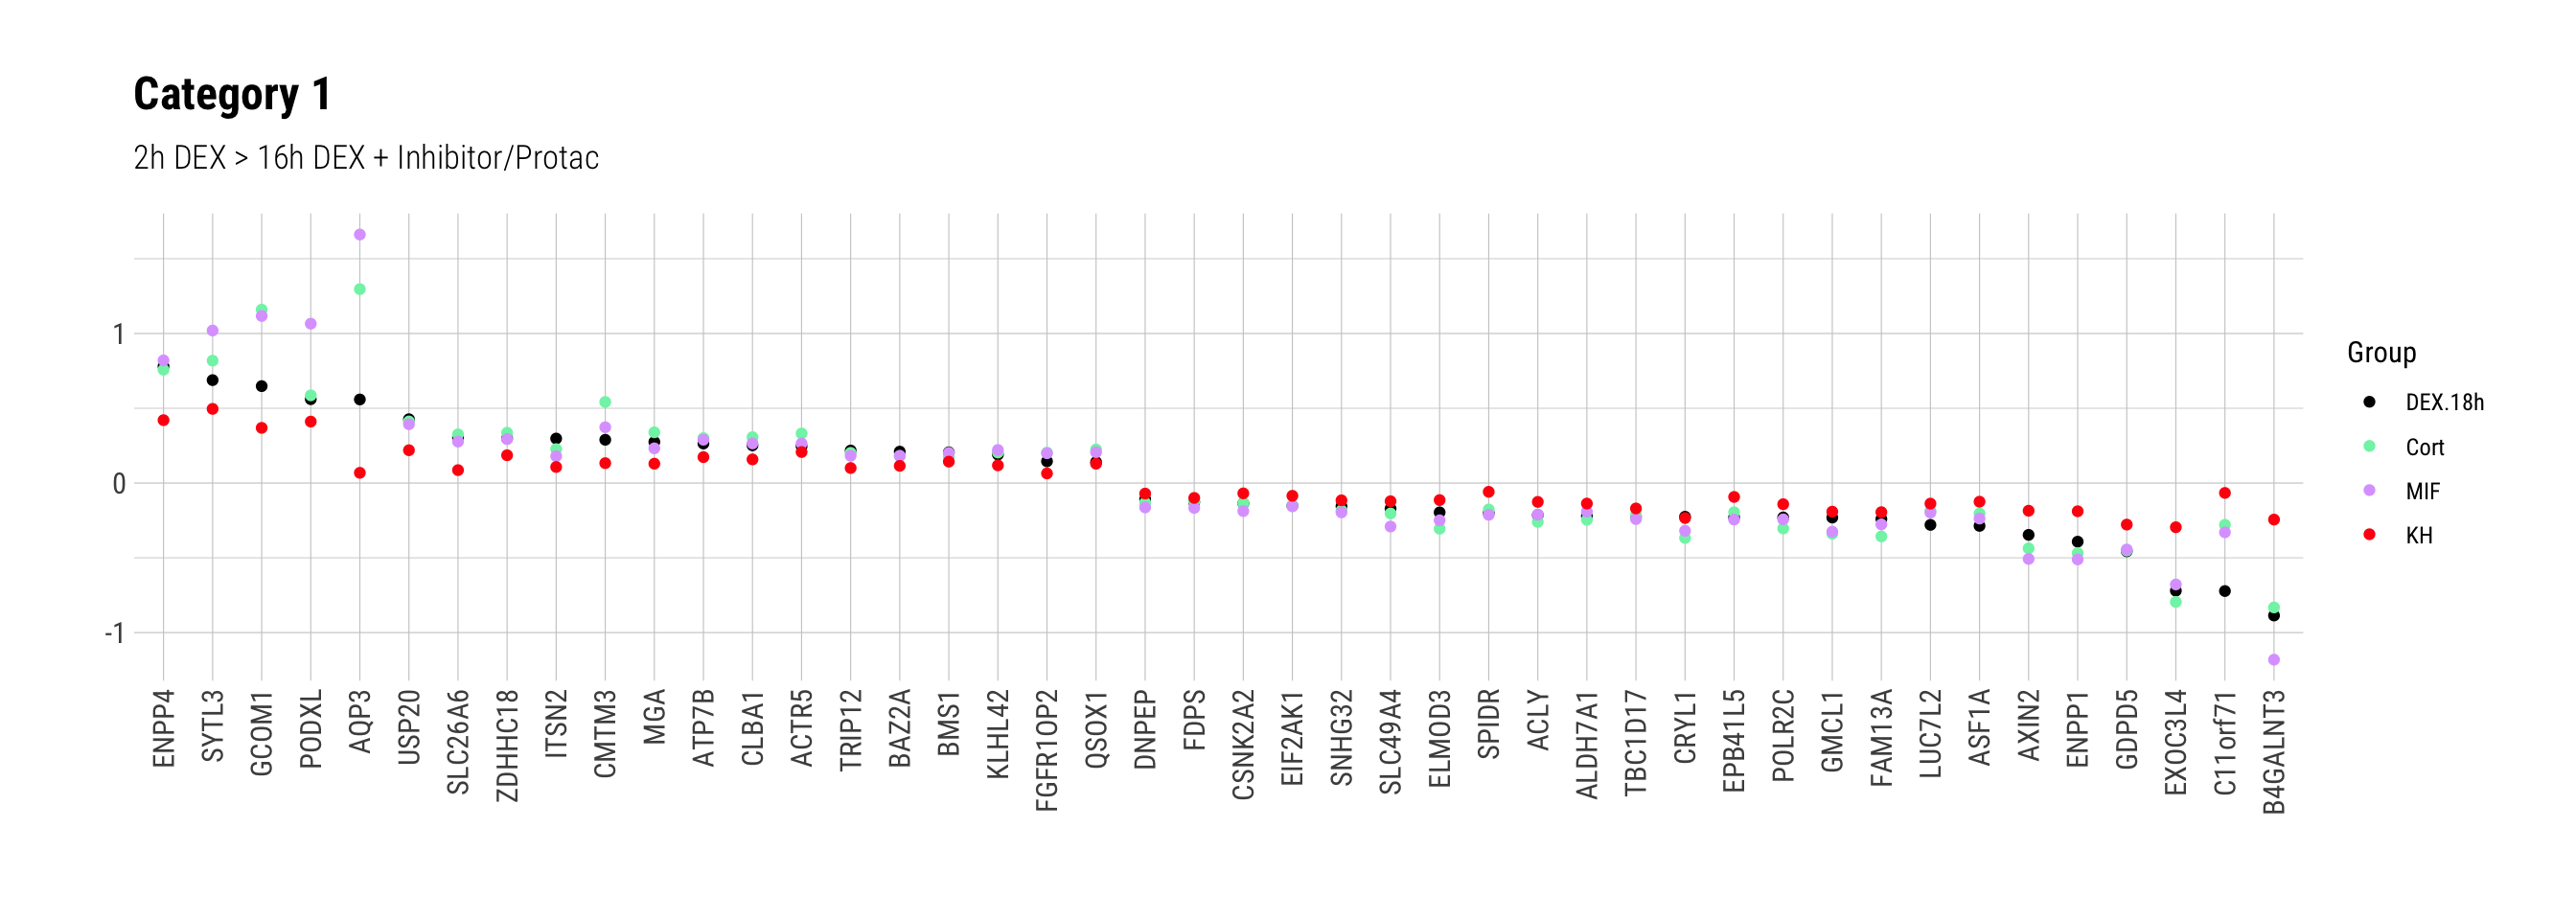 Category 1
2h DEX > 16h DEX + Inhibitor/Protac
1
0
-1
ENPP4
SYTL3
GCOM1
PODXL
AQP3
USP20
SLC26A6
ZDHHC18
ITSN2
CMTM3
MGA
ATP7B
CLBA1
ACTR5
TRIP12
BAZ2A
BMS1
KLHL42
FGFR1OP2
QSOX1
DNPEP
FDPS
CSNK2A2
EIF2AK1
SNHG32
SLC49A4
ELMOD3
SPIDR
ACLY
ALDH7A1
TBC1D17
CRYL1
EPB41L5
POLR2C
GMCL1
FAM13A
LUC7L2
ASF1A
AXIN2
ENPP1
GDPD5
EXOC3L4
C11orf71
B4GALNT3
Group
DEX.18h
Cort
MIF
KH